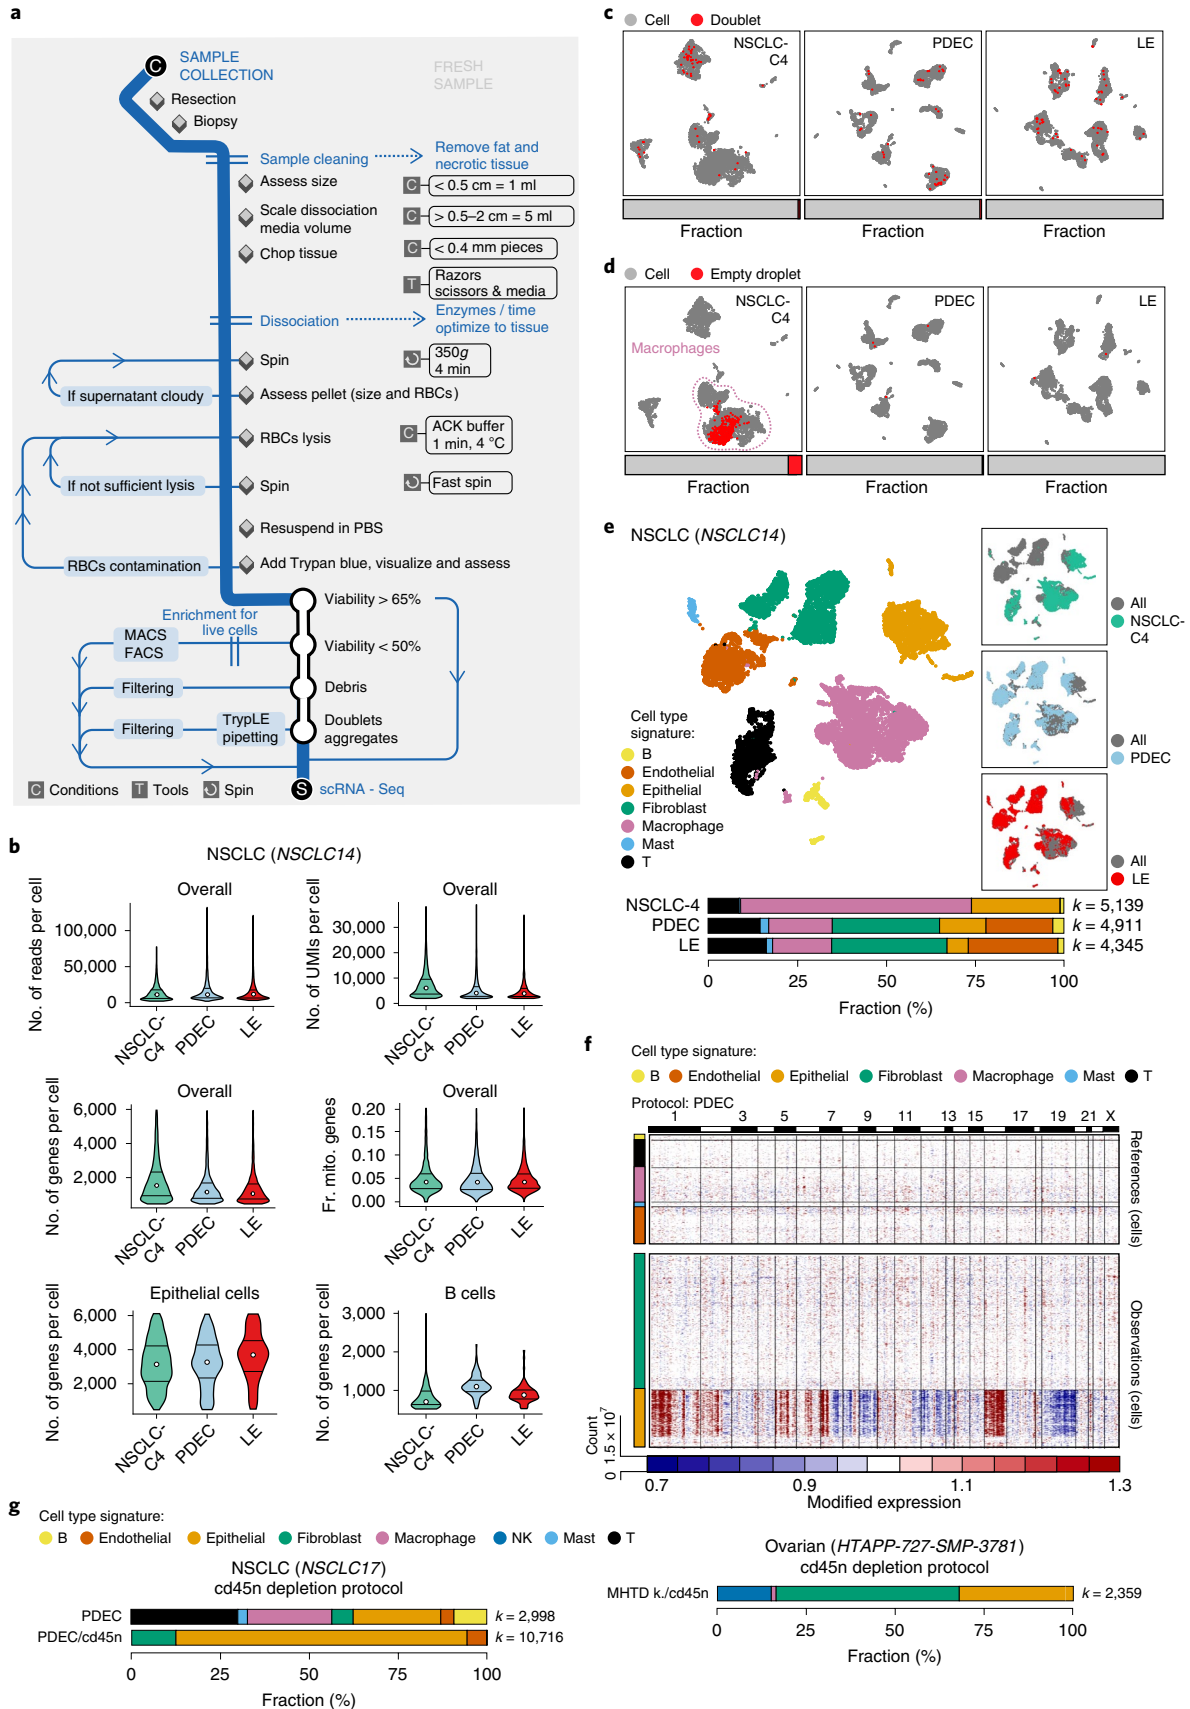 a
C
SAMPLE
COLLECTION
FRESH
SAMPLE
Resection
Biopsy
Sample cleaning
Remove fat and
necrotic tissue
Assess size
C
< 0.5 cm = 1 ml
Scale dissociation
media volume
C
> 0.5–2 cm = 5 ml
Chop tissue
C
< 0.4 mm pieces
T
Razors
scissors & media
Dissociation
Enzymes / time
optimize to tissue
Spin
350g
4 min
If supernatant cloudy
Assess pellet (size and RBCs)
RBCs lysis
C
ACK buffer
1 min, 4 °C
If not sufficient lysis
Spin
Fast spin
Resuspend in PBS
RBCs contamination
Add Trypan blue, visualize and assess
Viability > 65%
Enrichment for
live cells
MACS
FACS
Viability < 50%
Filtering
Debris
Filtering
TrypLE
pipetting
Doublets
aggregates
C Conditions
T Tools
Spin
S
scRNA - Seq
b
NSCLC (NSCLC14)
Overall
No. of reads per cell
100,000
50,000
0
NSCLC-
C4
PDEC
LE
Overall
No. of UMIs per cell
30,000
20,000
10,000
0
NSCLC-
C4
PDEC
LE
Overall
No. of genes per cell
6,000
4,000
2,000
NSCLC-
C4
PDEC
LE
Overall
Fr. mito. genes
0.20
0.15
0.10
0.05
0.00
NSCLC-
C4
PDEC
LE
Epithelial cells
No. of genes per cell
6,000
4,000
2,000
NSCLC-
C4
PDEC
LE
B cells
No. of genes per cell
3,000
2,000
1,000
NSCLC-
C4
PDEC
LE
c
Cell
Doublet
NSCLC-
C4
PDEC
LE
Fraction
Fraction
Fraction
d
Cell
Empty droplet
NSCLC-
C4
Macrophages
PDEC
LE
Fraction
Fraction
Fraction
e
NSCLC (NSCLC14)
Cell type
signature:
B
Endothelial
Epithelial
Fibroblast
Macrophage
Mast
T
All
NSCLC-
C4
All
PDEC
All
LE
NSCLC-4
k = 5,139
PDEC
k = 4,911
LE
k = 4,345
0
25
50
75
100
Fraction (%)
f
Cell type signature:
B
Endothelial
Epithelial
Fibroblast
Macrophage
Mast
T
Protocol: PDEC
1
3
5
7
9
11
13
15
17
19
21
X
References
(cells)
Observations (cells)
Count
0
1.5 × 10⁷
0.7
0.9
1.1
1.3
Modified expression
g
Cell type signature:
B
Endothelial
Epithelial
Fibroblast
Macrophage
NK
Mast
T
NSCLC (NSCLC17)
cd45n depletion protocol
PDEC
k = 2,998
PDEC/cd45n
k = 10,716
0
25
50
75
100
Fraction (%)
Ovarian (HTAPP-727-SMP-3781)
cd45n depletion protocol
MHTD k./cd45n
k = 2,359
0
25
50
75
100
Fraction (%)